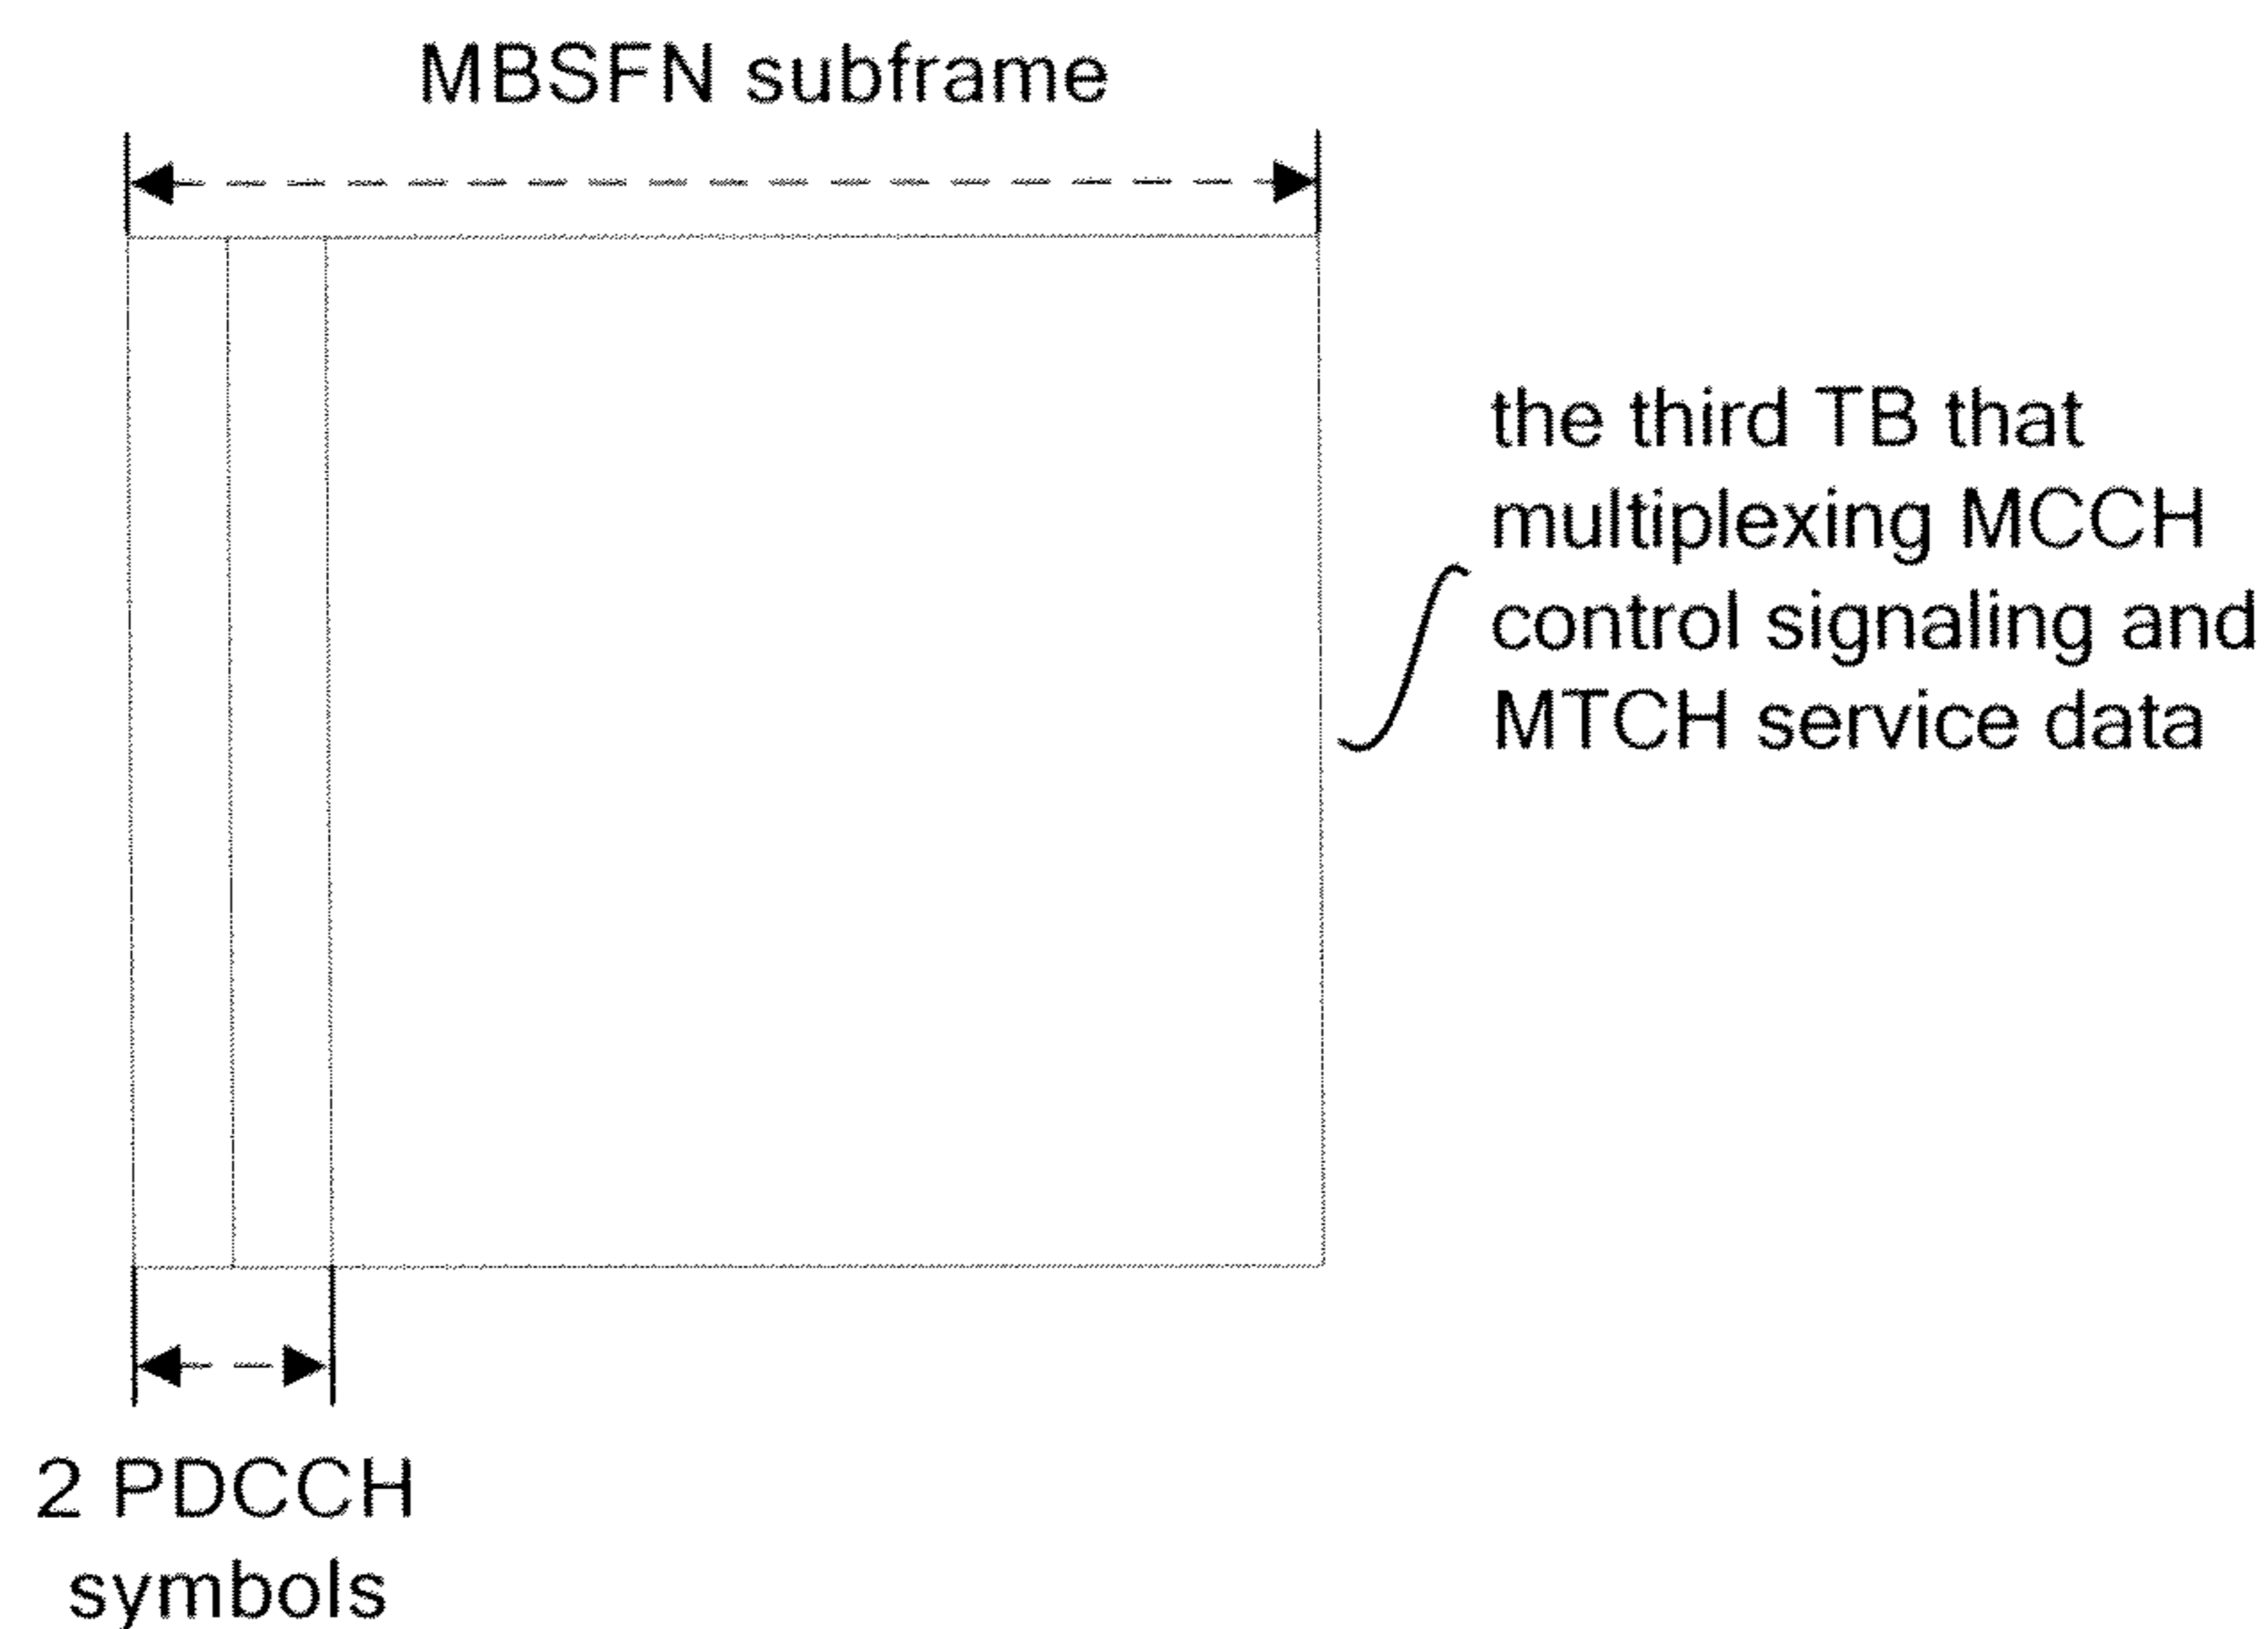 MBSFN subframe
the third TB that
multiplexing MCCH
control signaling and
MTCH service data
2 PDCCH
symbols